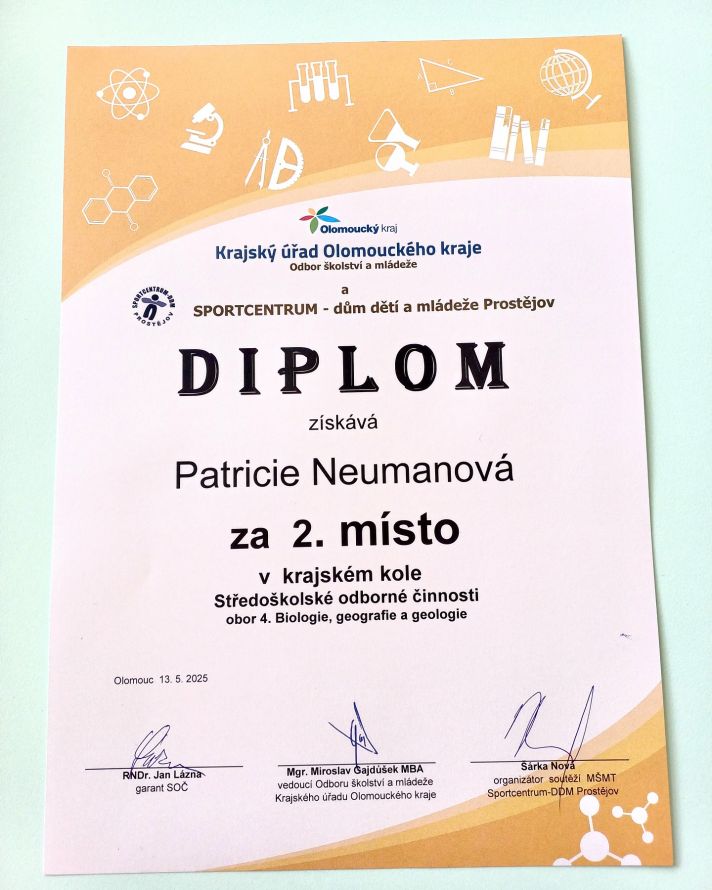 Olomoucký kraj
Krajský úřad Olomouckého kraje
Odbor školství a mládeže
a
SPORTCENTRUM-DDM
PROSTĚJOV
SPORTCENTRUM - dům dětí a mládeže Prostějov
DIPLOM
získává
Patricie Neumanová
za 2. místo
v krajském kole
Středoškolské odborné činnosti
obor 4. Biologie, geografie a geologie
Olomouc 13. 5. 2025
RNDr. Jan Lázna
garant SOČ
Mgr. Miroslav Gajdůšek MBA
vedoucí Odboru školství a mládeže
Krajského úřadu Olomouckého kraje
Šárka Nová
organizátor soutěží MŠMT
Sportcentrum-DDM Prostějov